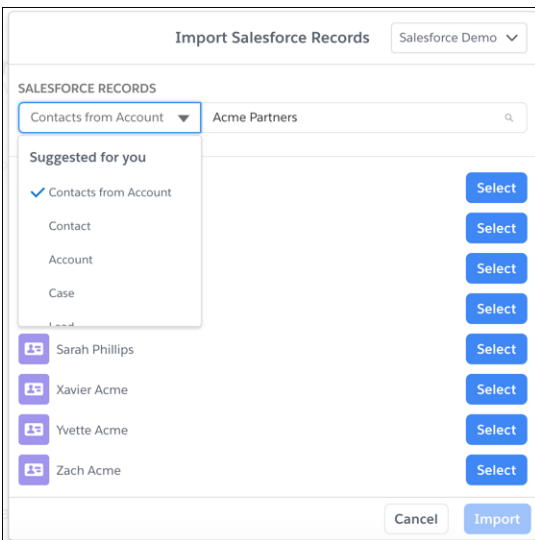 Import Salesforce Records
Salesforce Demo
SALESFORCE RECORDS
Contacts from Account
Acme Partners
Suggested for you
Contacts from Account
Contact
Account
Case
Select
Select
Select
Select
Sarah Phillips Select
Xavier Acme Select
Yvette Acme Select
Zach Acme Select
Cancel Import